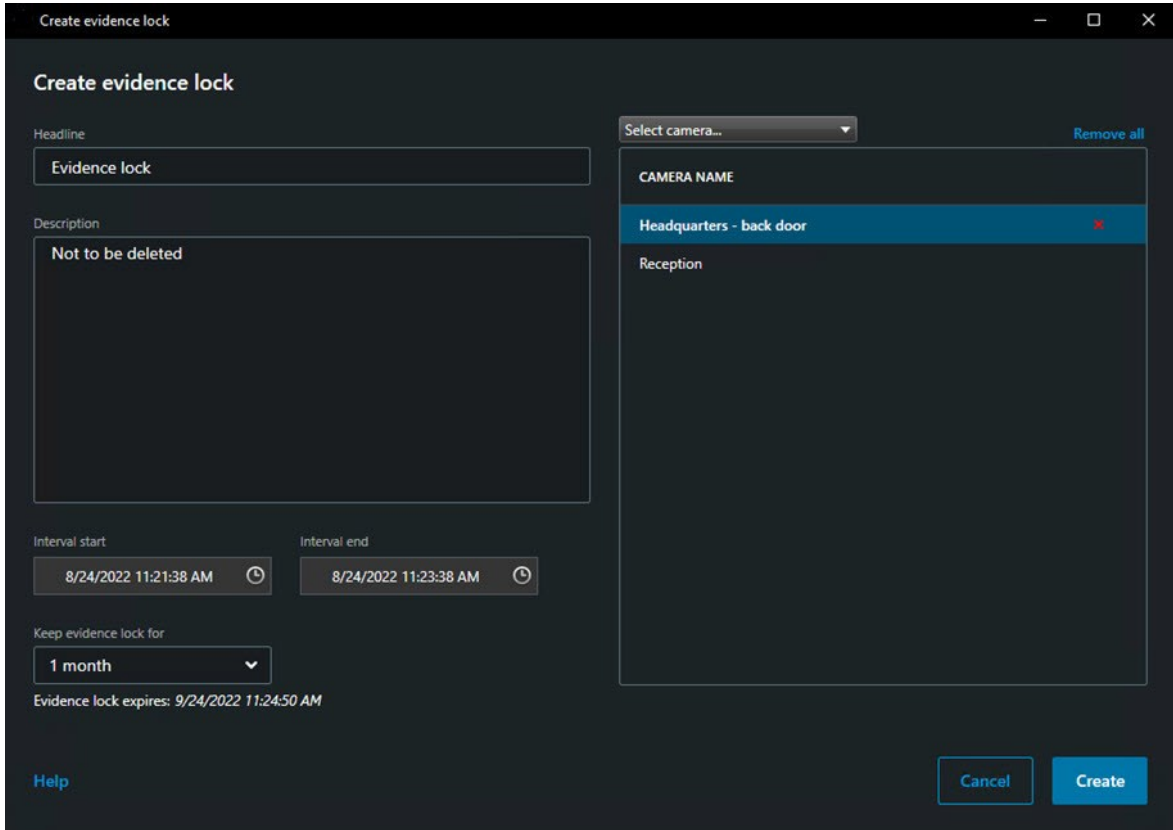 Create evidence lock
Create evidence lock
Headline
Evidence lock
Description
Not to be deleted
Interval start
Interval end
8/24/2022 11:21:38 AM
8/24/2022 11:23:38 AM
Keep evidence lock for
1 month
Evidence lock expires: 9/24/2022 11:24:50 AM
Help
Select camera...
Remove all
CAMERA NAME
Headquarters - back door
Reception
Cancel
Create